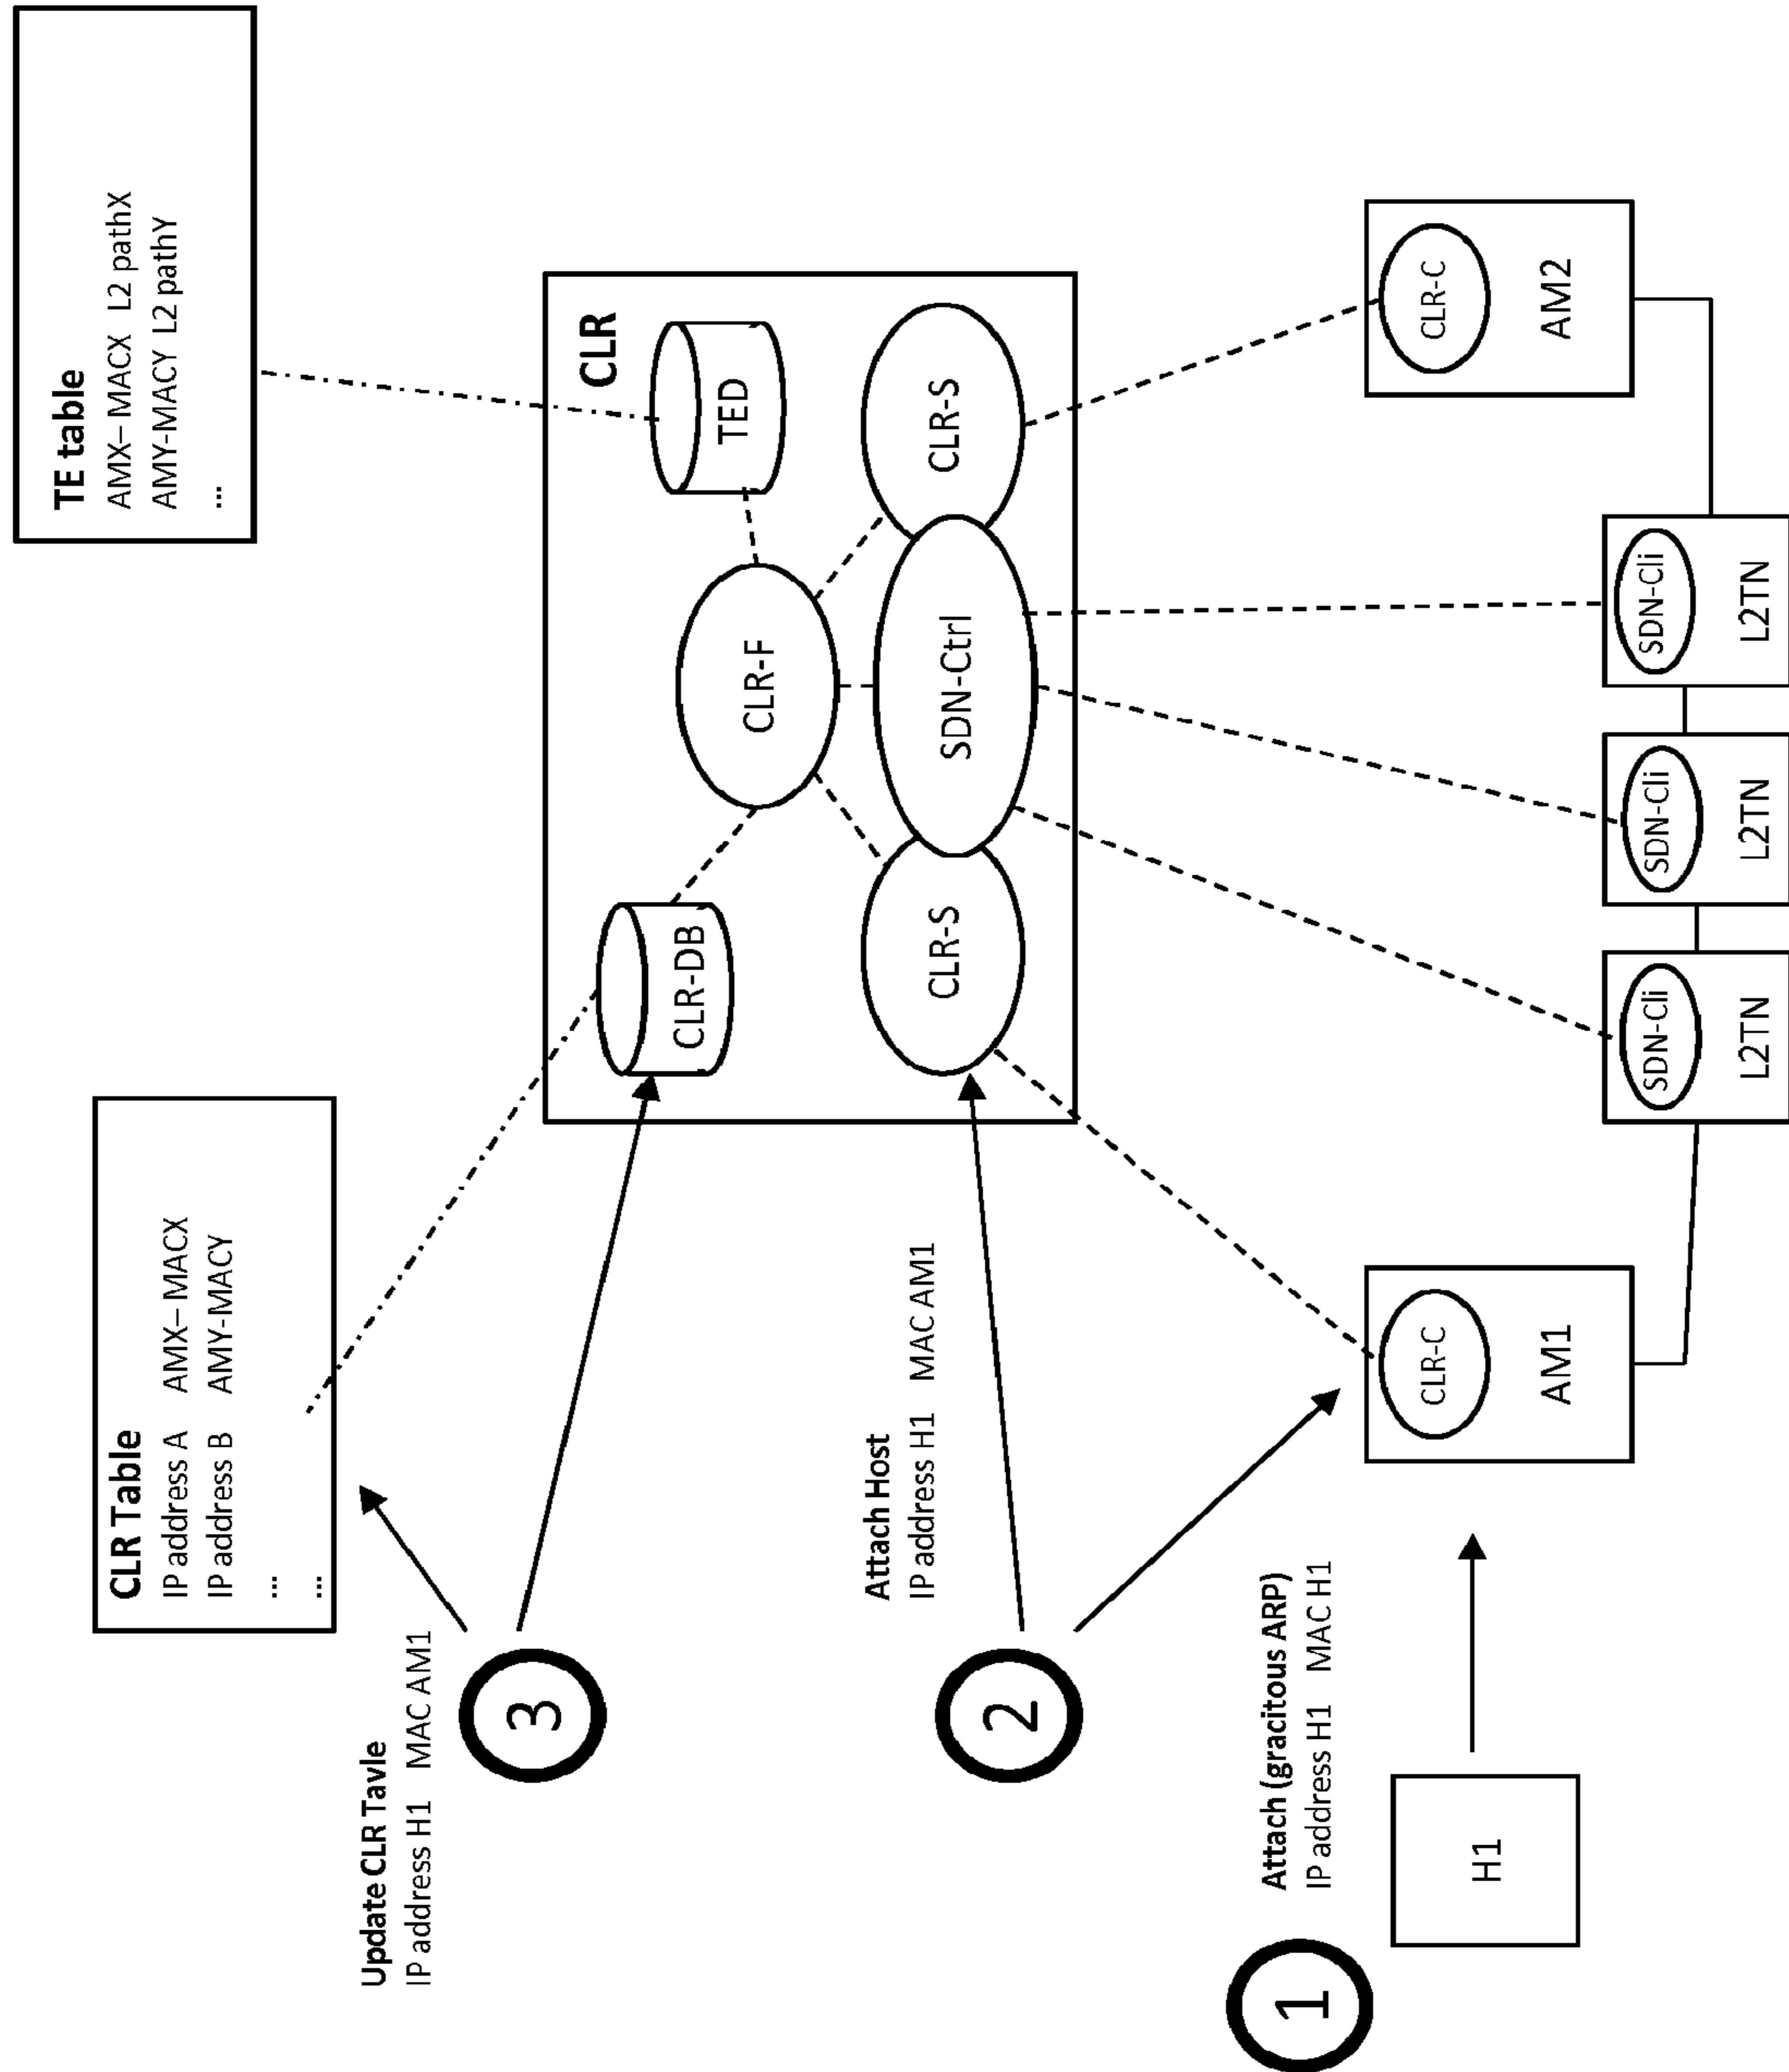 TE table
AMX– MACX L2 pathX
AMY-MACY L2 pathY
...
CLR Table
IP address A AMX– MACX
IP address B AMY-MACY
...
...
Update CLR Tavle
IP address H1 MAC AM1
3
CLR
CLR-DB
CLR-F
TED
CLR-S
SDN-Ctrl
CLR-S
Attach Host
IP address H1 MAC AM1
2
Attach (gracitous ARP)
IP address H1 MAC H1
1
H1
CLR-C
AM1
CLR-C
AM2
SDN-Cli
L2TN
SDN-Cli
L2TN
SDN-Cli
L2TN